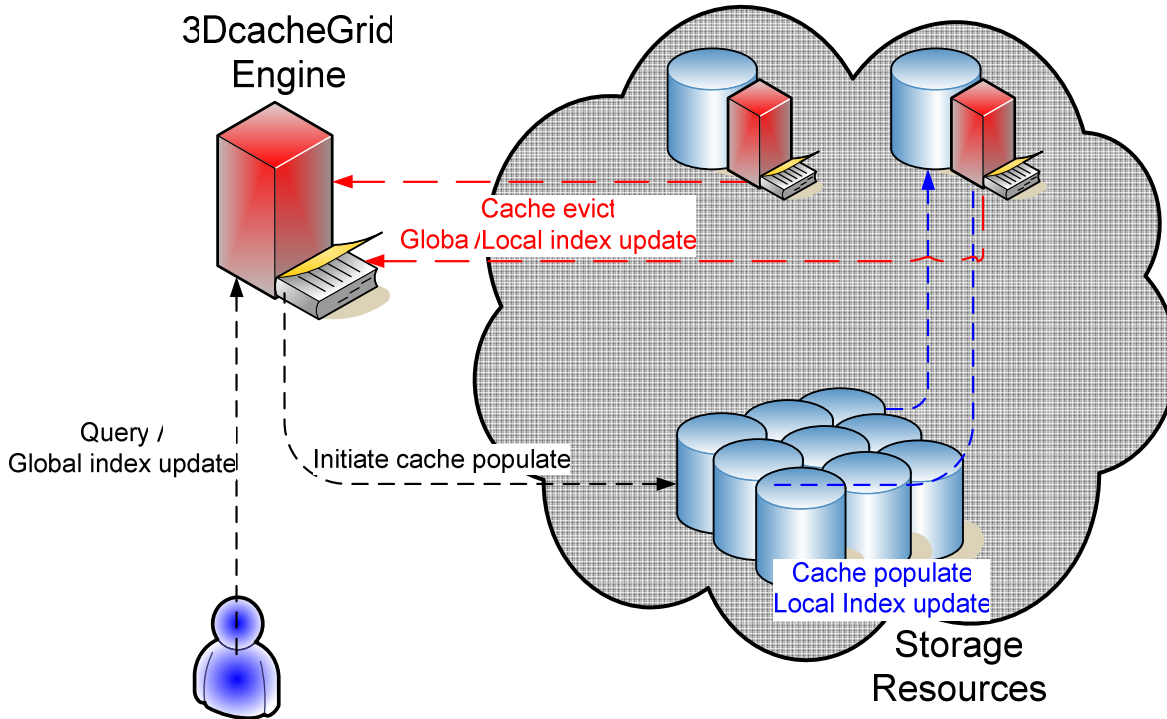 3DcacheGrid
Engine
Cache evict
Globa /Local index update
Query /
Global index update
Initiate cache populate
Cache populate
Local Index update
Storage
Resources